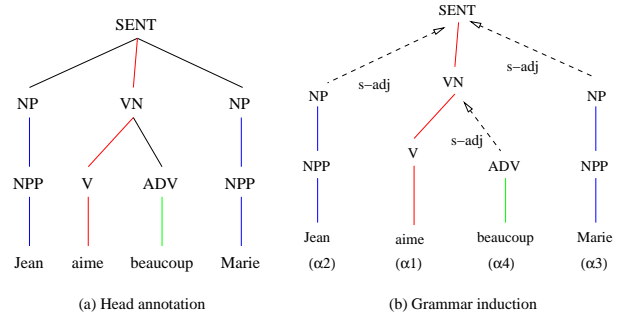 SENT
NP VN NP
NPP V ADV NPP
Jean aime beaucoup Marie
(a) Head annotation
SENT
s−adj s−adj
NP VN NP
s−adj
NPP V ADV NPP
Jean aime beaucoup Marie
(α2) (α1) (α4) (α3)
(b) Grammar induction